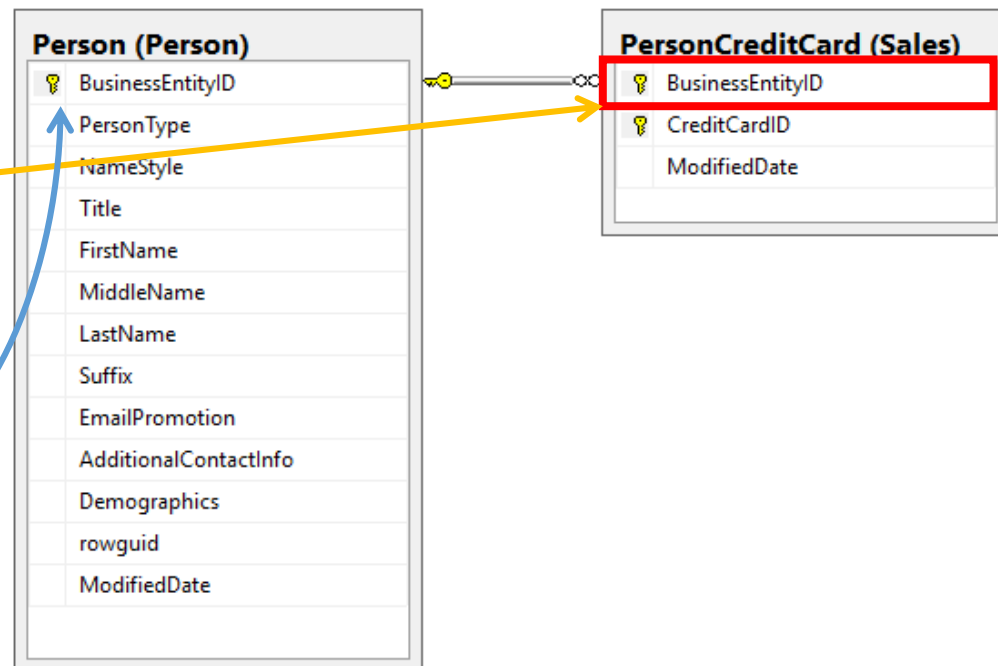 Person (Person)
BusinessEntityID
PersonType
NameStyle
Title
FirstName
MiddleName
LastName
Suffix
EmailPromotion
AdditionalContactInfo
Demographics
rowguid
ModifiedDate
PersonCreditCard (Sales)
BusinessEntityID
CreditCardID
ModifiedDate